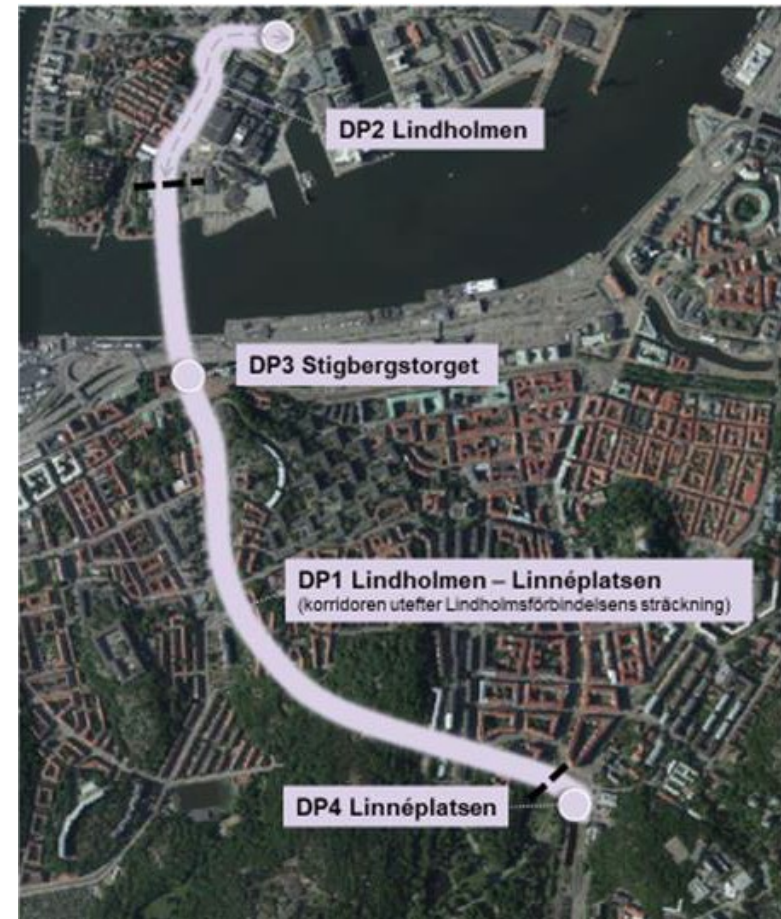 DP2 Lindholmen
DP3 Stigbergstorget
DP1 Lindholmen – Linnéplatsen
(korridoren utefter Lindholmsförbindelsens sträckning)
DP4 Linnéplatsen